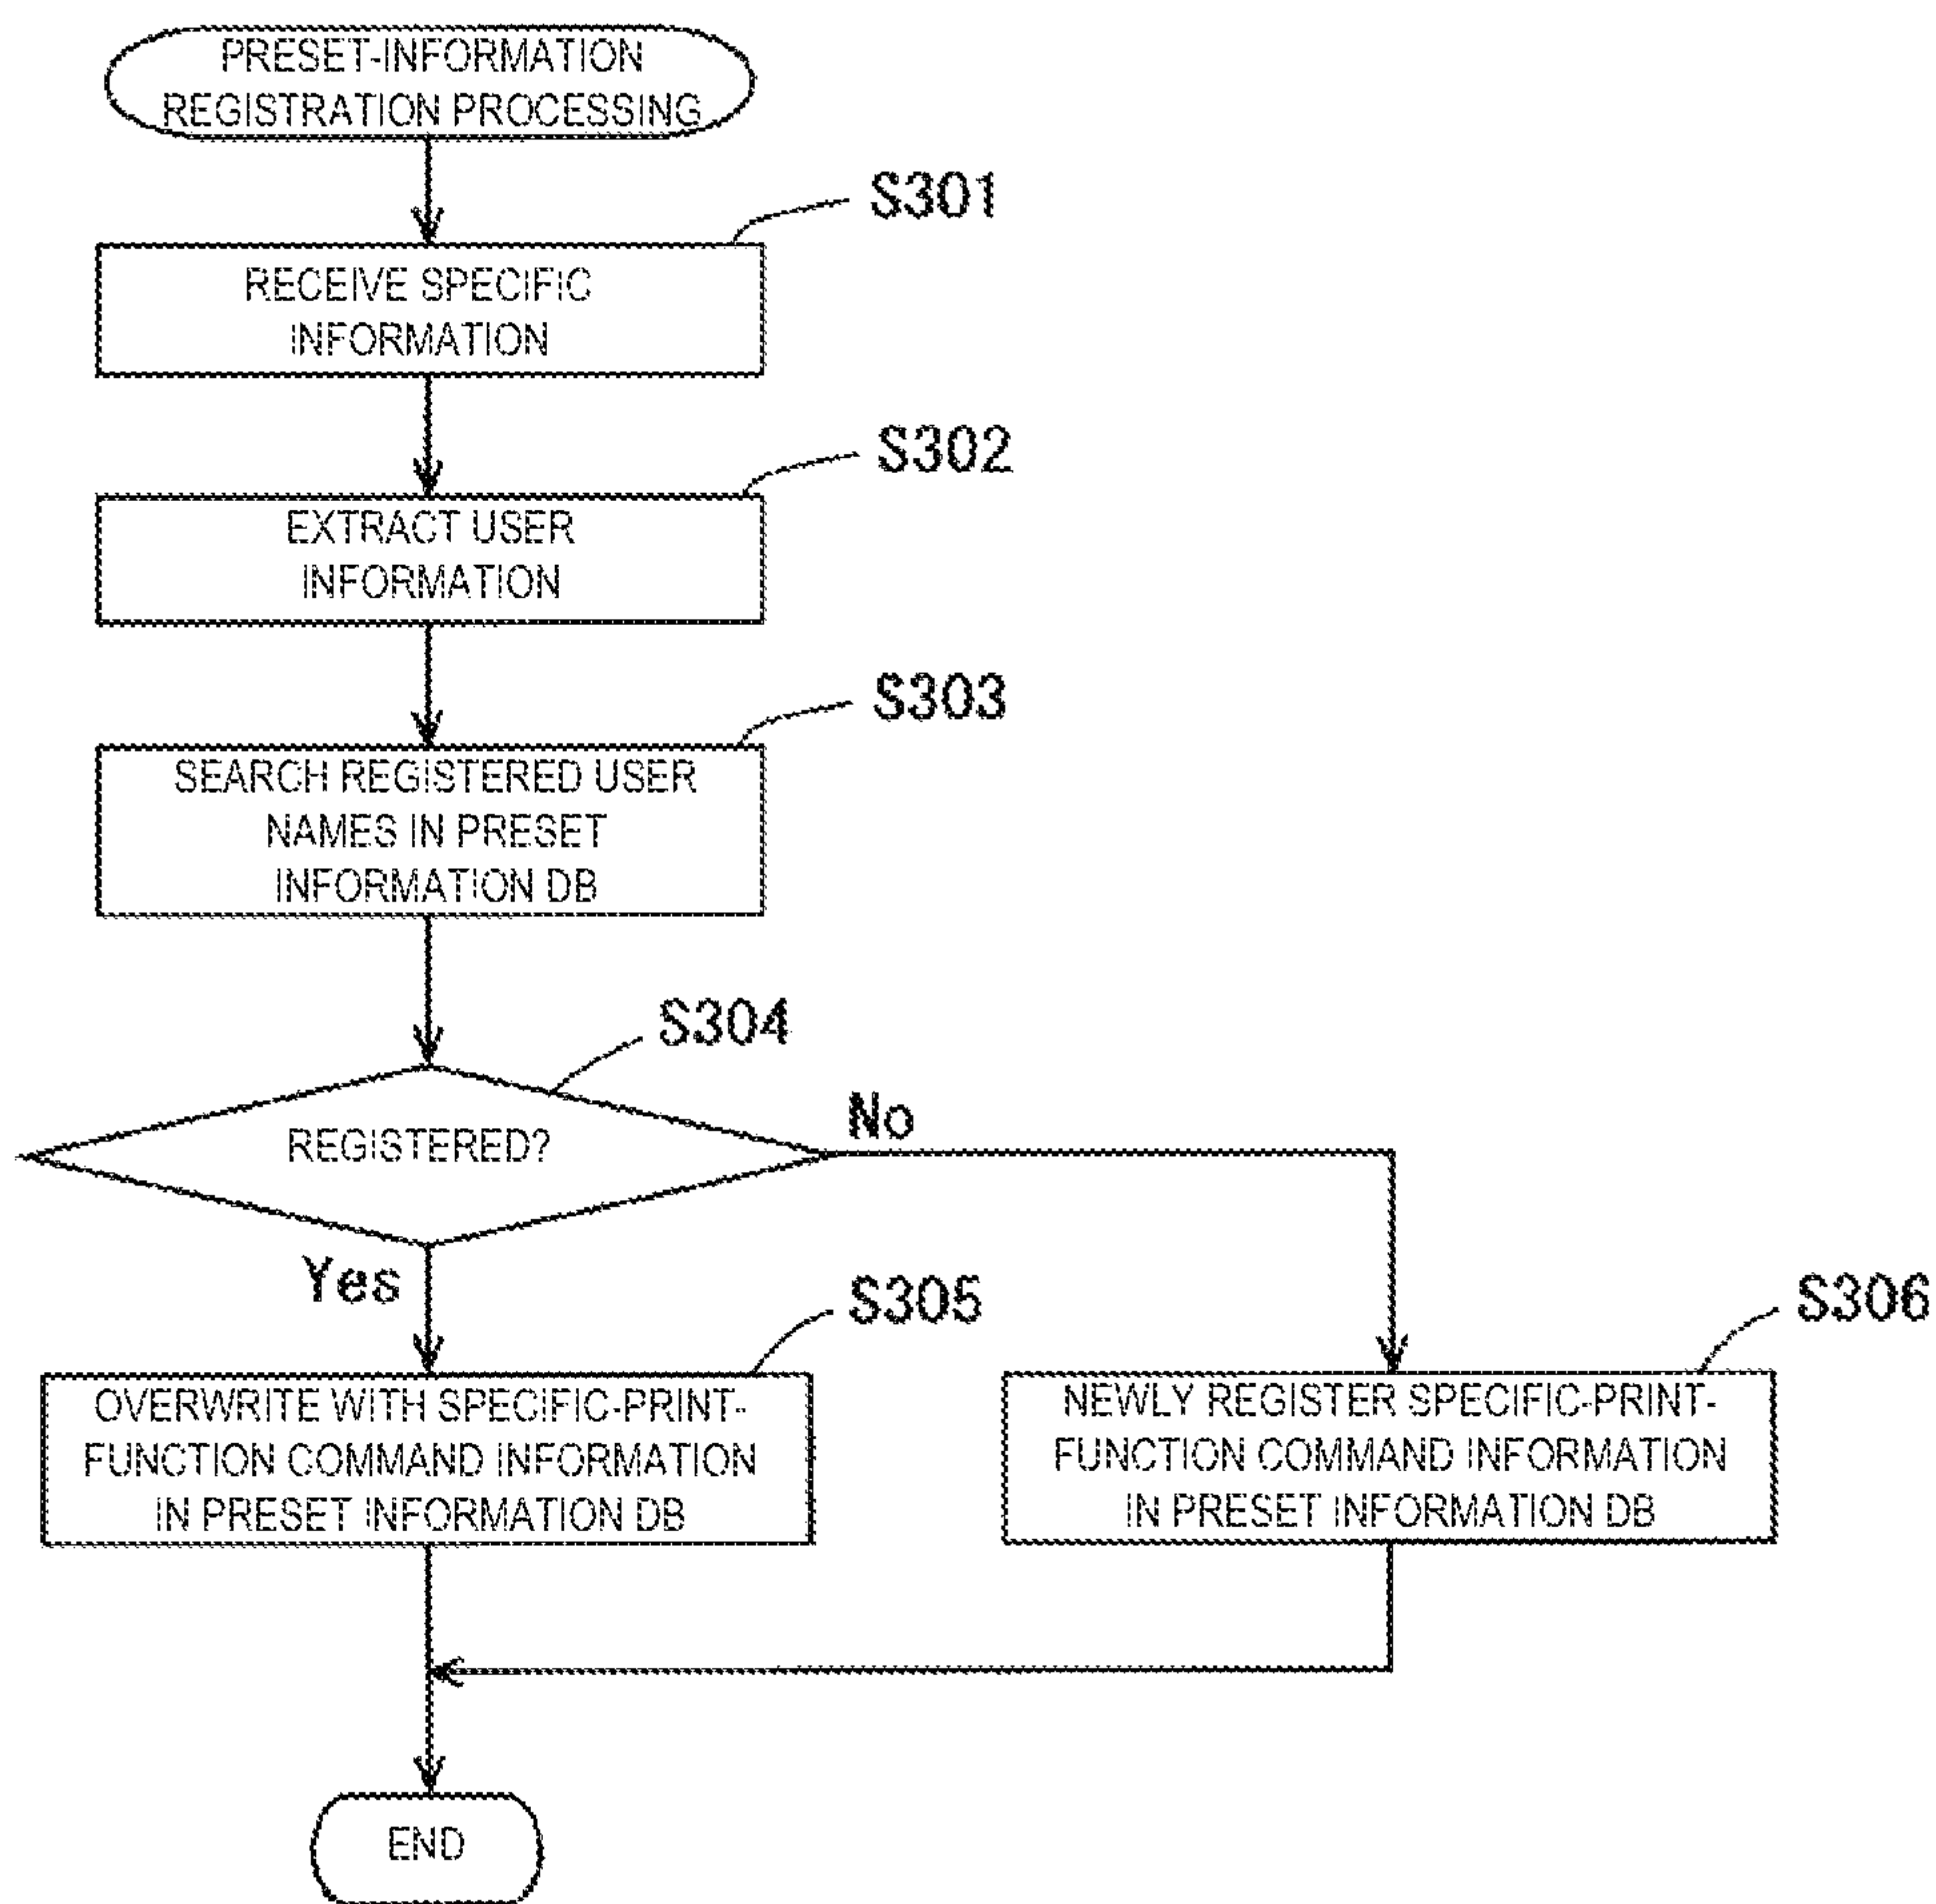 PRESET-INFORMATION
REGISTRATION PROCESSING
S301
RECEIVE SPECIFIC
INFORMATION
S302
EXTRACT USER
INFORMATION
S303
SEARCH REGISTERED USER
NAMES IN PRESET
INFORMATION DB
S304
REGISTERED?
No
Yes
S305
OVERWRITE WITH SPECIFIC-PRINT-
FUNCTION COMMAND INFORMATION
IN PRESET INFORMATION DB
S306
NEWLY REGISTER SPECIFIC-PRINT-
FUNCTION COMMAND INFORMATION
IN PRESET INFORMATION DB
END